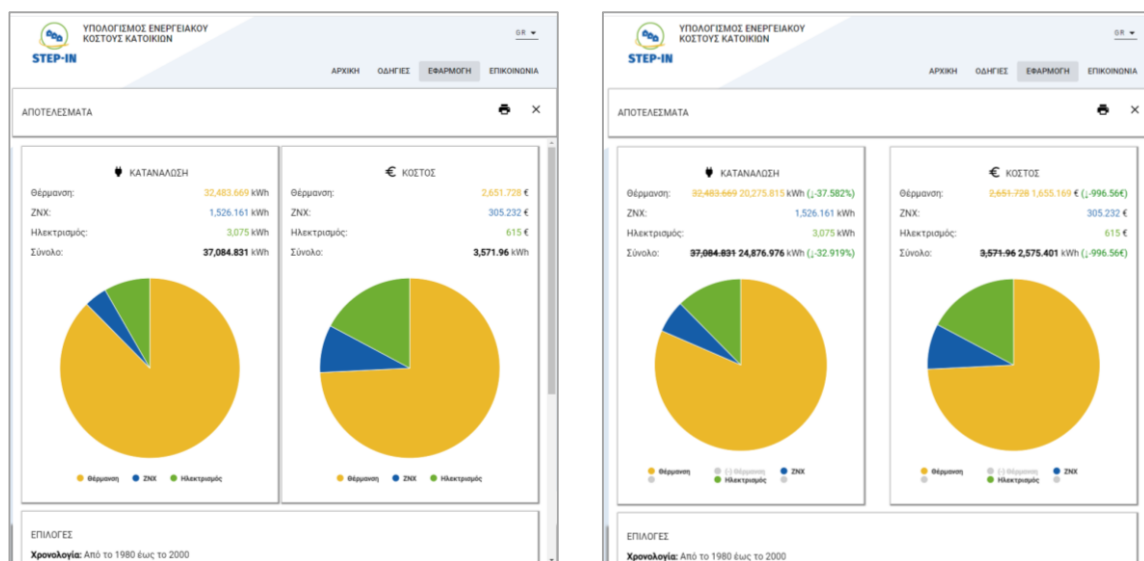 STEP-IN
ΥΠΟΛΟΓΙΣΜΟΣ ΕΝΕΡΓΕΙΑΚΟΥ
ΚΟΣΤΟΥΣ ΚΑΤΟΙΚΙΩΝ
GR
ΑΡΧΙΚΗ ΟΔΗΓΙΕΣ ΕΦΑΡΜΟΓΗ ΕΠΙΚΟΙΝΩΝΙΑ
ΑΠΟΤΕΛΕΣΜΑΤΑ
ΚΑΤΑΝΑΛΩΣΗ
Θέρμανση: 32,483.669 kWh
ΖΝΧ: 1,526.161 kWh
Ηλεκτρισμός: 3,075 kWh
Σύνολο: 37,084.831 kWh
Θέρμανση ΖΝΧ Ηλεκτρισμός
€ ΚΟΣΤΟΣ
Θέρμανση: 2,651.728 €
ΖΝΧ: 305.232 €
Ηλεκτρισμός: 615 €
Σύνολο: 3,571.96 kWh
Θέρμανση ΖΝΧ Ηλεκτρισμός
ΕΠΙΛΟΓΕΣ
Χρονολογία: Από το 1980 έως το 2000
STEP-IN
ΥΠΟΛΟΓΙΣΜΟΣ ΕΝΕΡΓΕΙΑΚΟΥ
ΚΟΣΤΟΥΣ ΚΑΤΟΙΚΙΩΝ
GR
ΑΡΧΙΚΗ ΟΔΗΓΙΕΣ ΕΦΑΡΜΟΓΗ ΕΠΙΚΟΙΝΩΝΙΑ
ΑΠΟΤΕΛΕΣΜΑΤΑ
ΚΑΤΑΝΑΛΩΣΗ
Θέρμανση: 32,483.669 20,275.815 kWh (↓-37.582%)
ΖΝΧ: 1,526.161 kWh
Ηλεκτρισμός: 3,075 kWh
Σύνολο: 37,084.831 24,876.976 kWh (↓-32.919%)
Θέρμανση (-) Θέρμανση ΖΝΧ
Ηλεκτρισμός
€ ΚΟΣΤΟΣ
Θέρμανση: 2,651.728 1,655.169 € (↓-996.56€)
ΖΝΧ: 305.232 €
Ηλεκτρισμός: 615 €
Σύνολο: 3,571.96 2,575.401 kWh (↓-996.56€)
Θέρμανση (-) Θέρμανση ΖΝΧ
Ηλεκτρισμός
ΕΠΙΛΟΓΕΣ
Χρονολογία: Από το 1980 έως το 2000